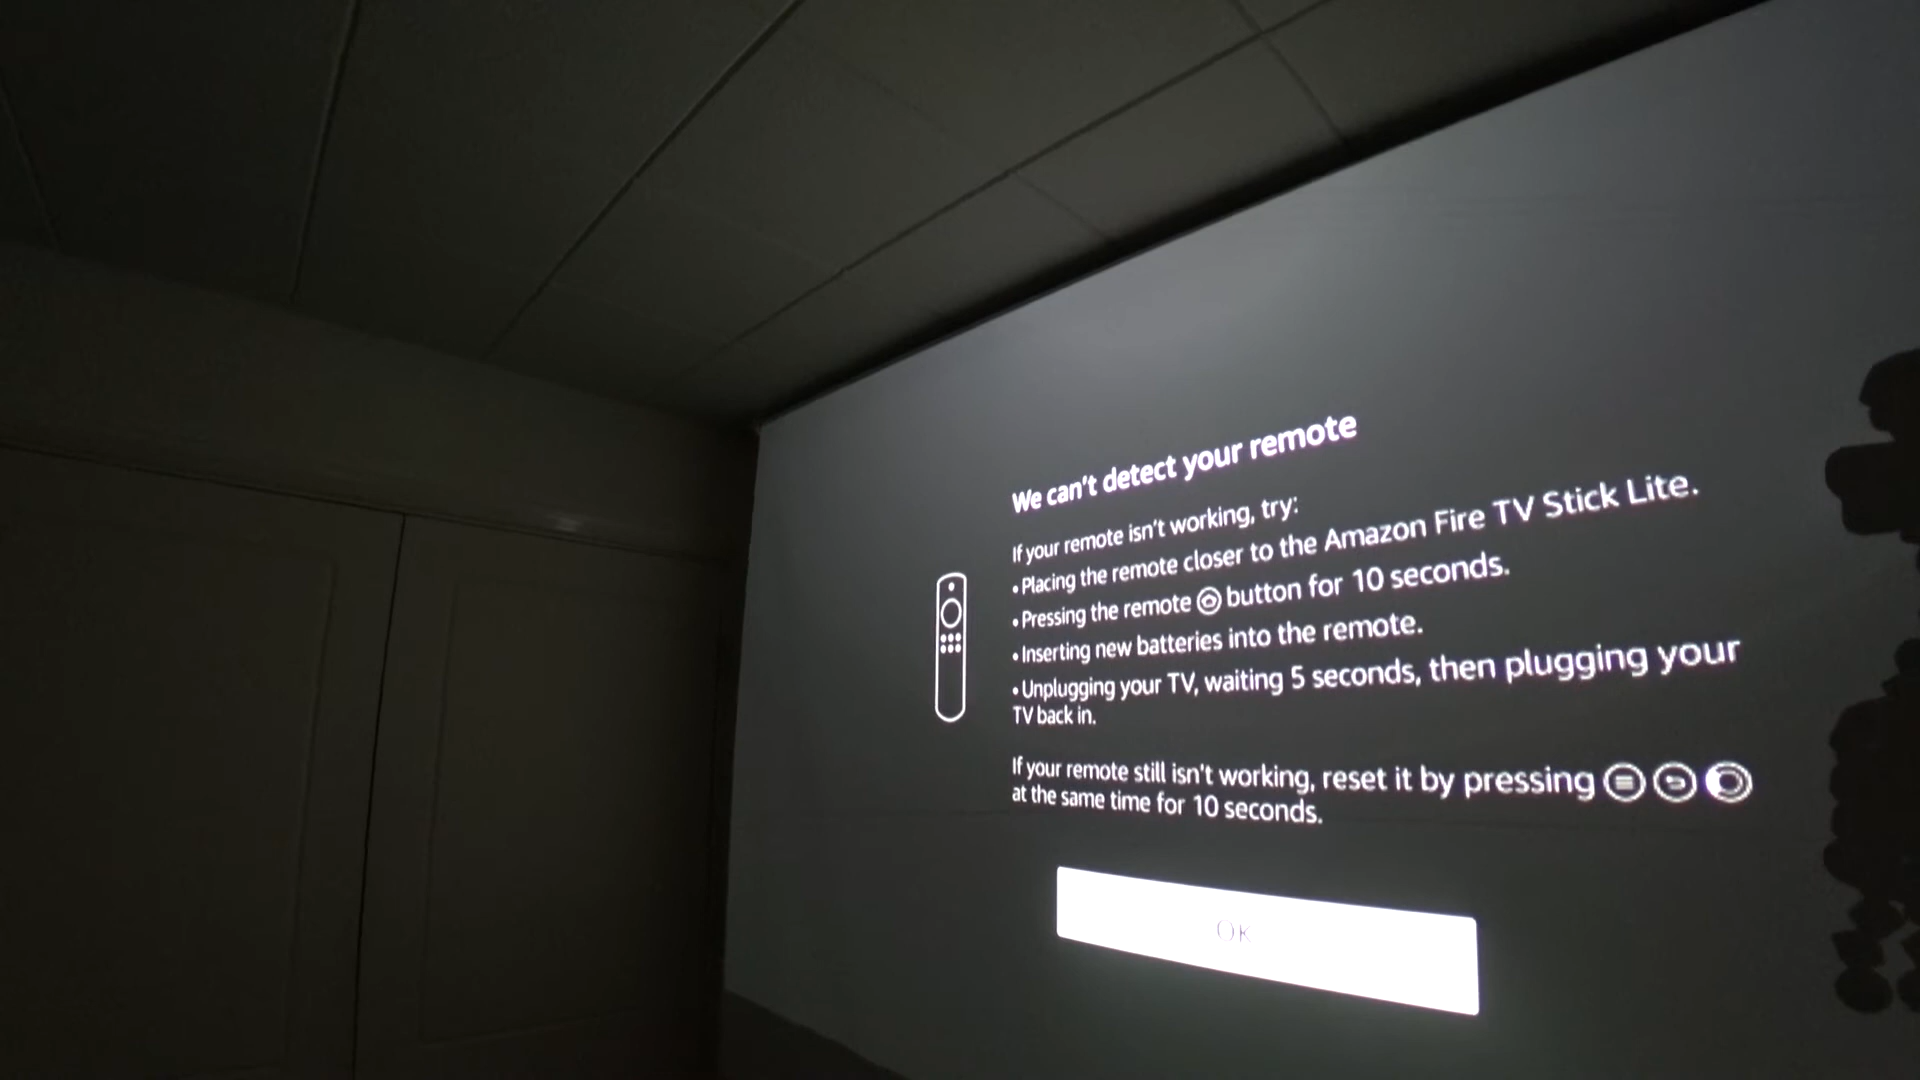 We can't detect your remote
If your remote isn't working, try:
• Placing the remote closer to the Amazon Fire TV Stick Lite.
• Pressing the remote button for 10 seconds.
• Inserting new batteries into the remote.
• Unplugging your TV, waiting 5 seconds, then plugging your
TV back in.
If your remote still isn't working, reset it by pressing
at the same time for 10 seconds.
OK